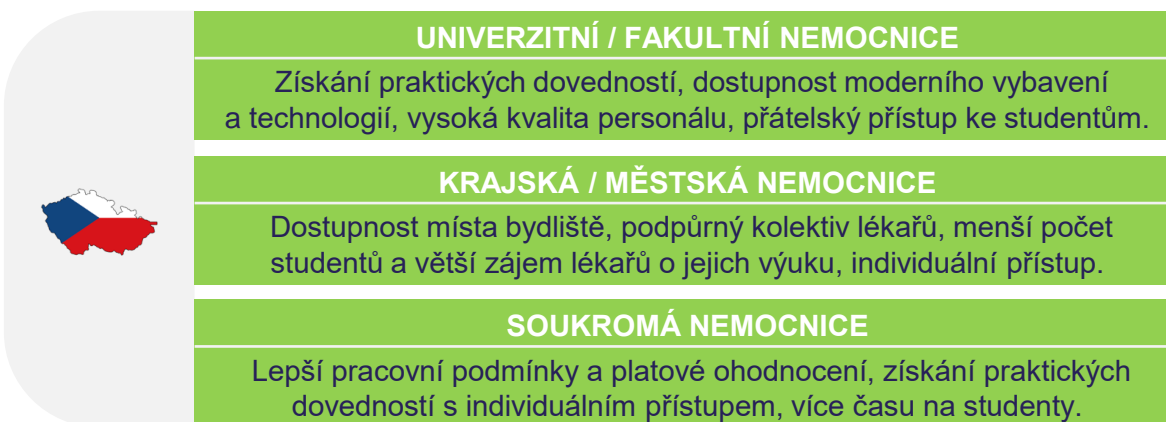 UNIVERZITNÍ / FAKULTNÍ NEMOCNICE
Získání praktických dovedností, dostupnost moderního vybavení
a technologií, vysoká kvalita personálu, přátelský přístup ke studentům.
KRAJSKÁ / MĚSTSKÁ NEMOCNICE
Dostupnost místa bydliště, podpůrný kolektiv lékařů, menší počet
studentů a větší zájem lékařů o jejich výuku, individuální přístup.
SOUKROMÁ NEMOCNICE
Lepší pracovní podmínky a platové ohodnocení, získání praktických
dovedností s individuálním přístupem, více času na studenty.